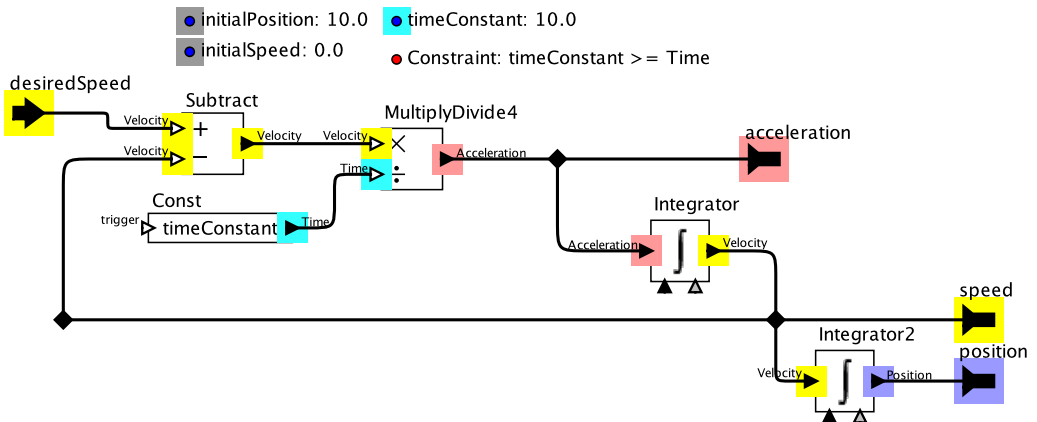 initialPosition: 10.0
timeConstant: 10.0
initialSpeed: 0.0
Constraint: timeConstant >= Time
desiredSpeed
Subtract
MultiplyDivide4
acceleration
Velocity
+
Velocity
Velocity
×
Acceleration
Velocity
−
Time
÷
Const
trigger
timeConstant
Time
Integrator
Acceleration
∫
Velocity
speed
Integrator2
position
Velocity
∫
Position